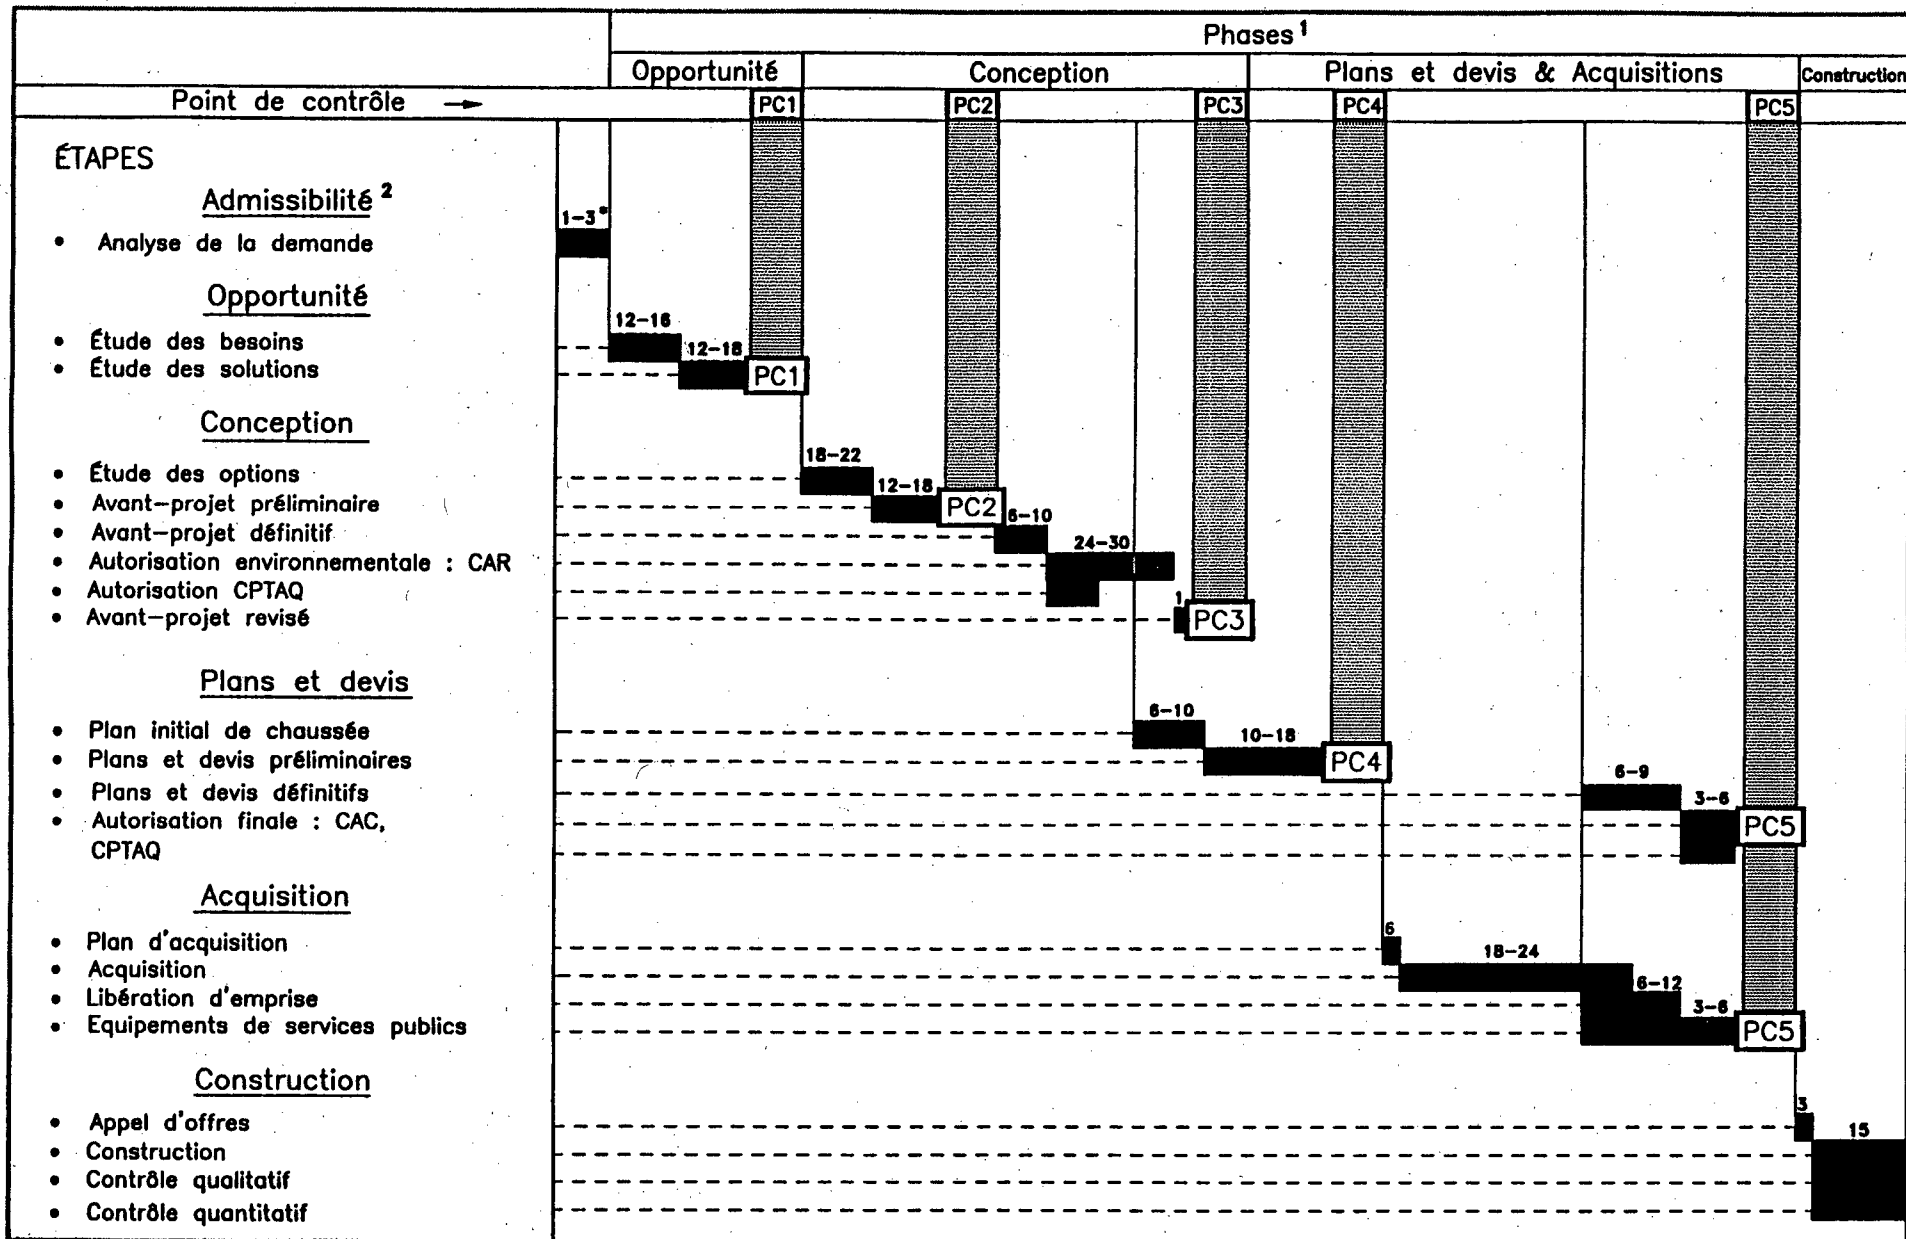 Phases 1
Opportunité Conception Plans et devis & Acquisitions Construction
Point de contrôle → PC1 PC2 PC3 PC4 PC5
ÉTAPES
Admissibilité 2
1-3*
• Analyse de la demande
Opportunité
12-16
• Étude des besoins
12-18
• Étude des solutions PC1
Conception
18-22
• Étude des options
12-18
• Avant-projet préliminaire PC2
6-10
• Avant-projet définitif
24-30
• Autorisation environnementale : CAR
• Autorisation CPTAQ
1
• Avant-projet revisé PC3
Plans et devis
6-10
• Plan initial de chaussée
10-18
• Plans et devis préliminaires PC4
6-9
• Plans et devis définitifs
3-6
• Autorisation finale : CAC, PC5
CPTAQ
Acquisition
6
• Plan d'acquisition
18-24
• Acquisition
6-12
• Libération d'emprise
3-6
• Equipements de services publics PC5
Construction
3
• Appel d'offres
15
• Construction
• Contrôle qualitatif
• Contrôle quantitatif